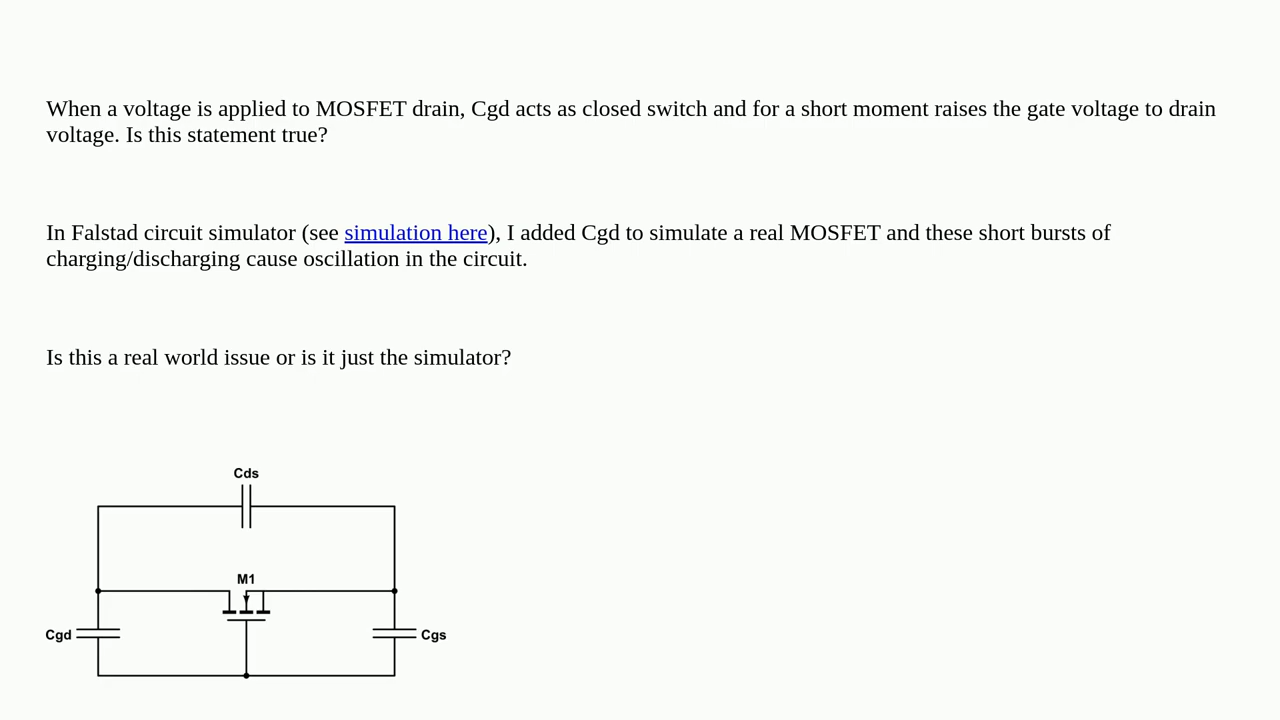 When a voltage is applied to MOSFET drain, Cgd acts as closed switch and for a short moment raises the gate voltage to drain
voltage. Is this statement true?
In Falstad circuit simulator (see simulation here), I added Cgd to simulate a real MOSFET and these short bursts of
charging/discharging cause oscillation in the circuit.
Is this a real world issue or is it just the simulator?
Cds
M1
Cgd
Cgs